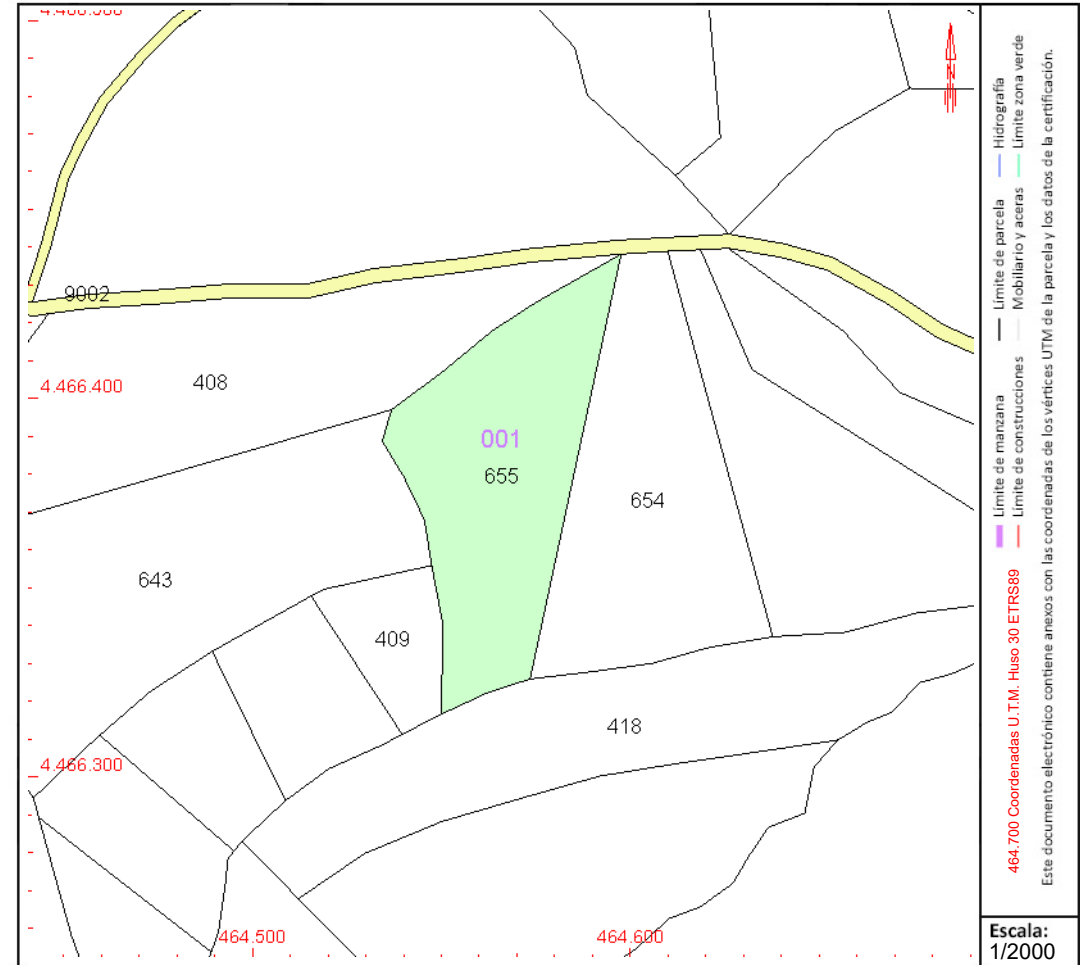 4.466.500
N
9002
4.466.400
408
001
655
654
643
409
418
4.466.300
464.500
464.600
Límite de manzana
Límite de parcela
Hidrografía
Límite de construcciones
Mobiliario y aceras
Límite zona verde
464.700 Coordenadas U.T.M. Huso 30 ETRS89
Este documento electrónico contiene anexos con las coordenadas de los vértices UTM de la parcela y los datos de la certificación.
Escala:
1/2000